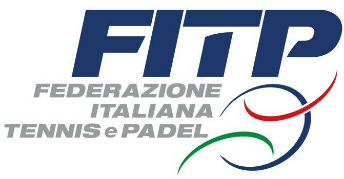 FITP
FEDERAZIONE
ITALIANA
TENNIS e PADEL